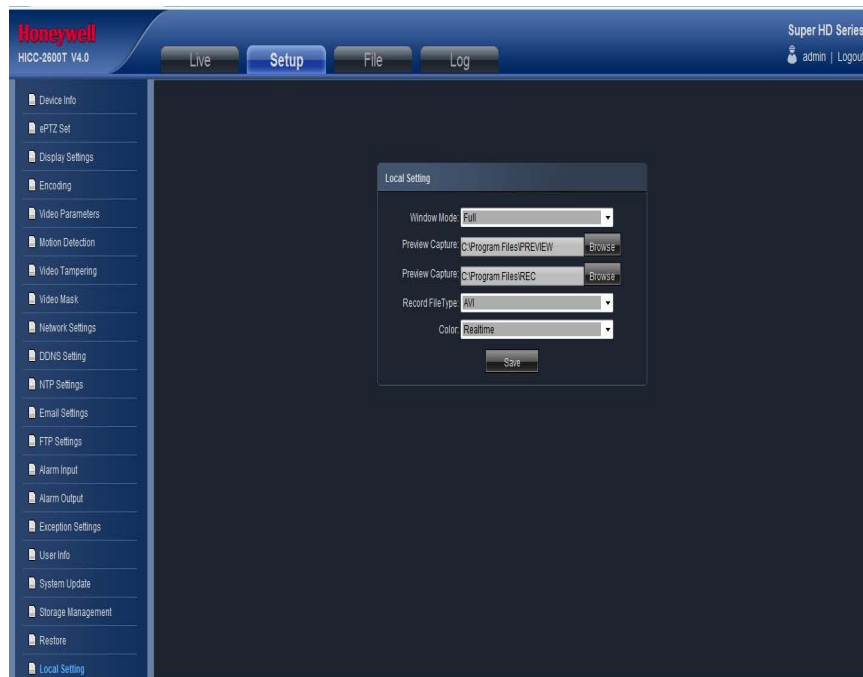 Honeywell
HICC-2600T V4.0
Live
Setup
File
Log
Super HD Series
admin | Logout
Device Info
ePTZ Set
Display Settings
Encoding
Video Parameters
Motion Detection
Video Tampering
Video Mask
Network Settings
DDNS Setting
NTP Settings
Email Settings
FTP Settings
Alarm Input
Alarm Output
Exception Settings
User Info
System Update
Storage Management
Restore
Local Setting
Local Setting
Window Mode: Full
Preview Capture: C:\Program Files\PREVIEW Browse
Preview Capture: C:\Program Files\REC Browse
Record FileType: AVI
Color: Realtime
Save